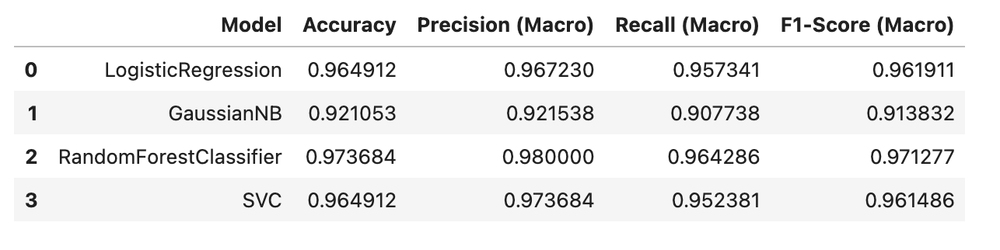 Model Accuracy Precision (Macro) Recall (Macro) F1-Score (Macro)
0 LogisticRegression 0.964912 0.967230 0.957341 0.961911
1 GaussianNB 0.921053 0.921538 0.907738 0.913832
2 RandomForestClassifier 0.973684 0.980000 0.964286 0.971277
3 SVC 0.964912 0.973684 0.952381 0.961486